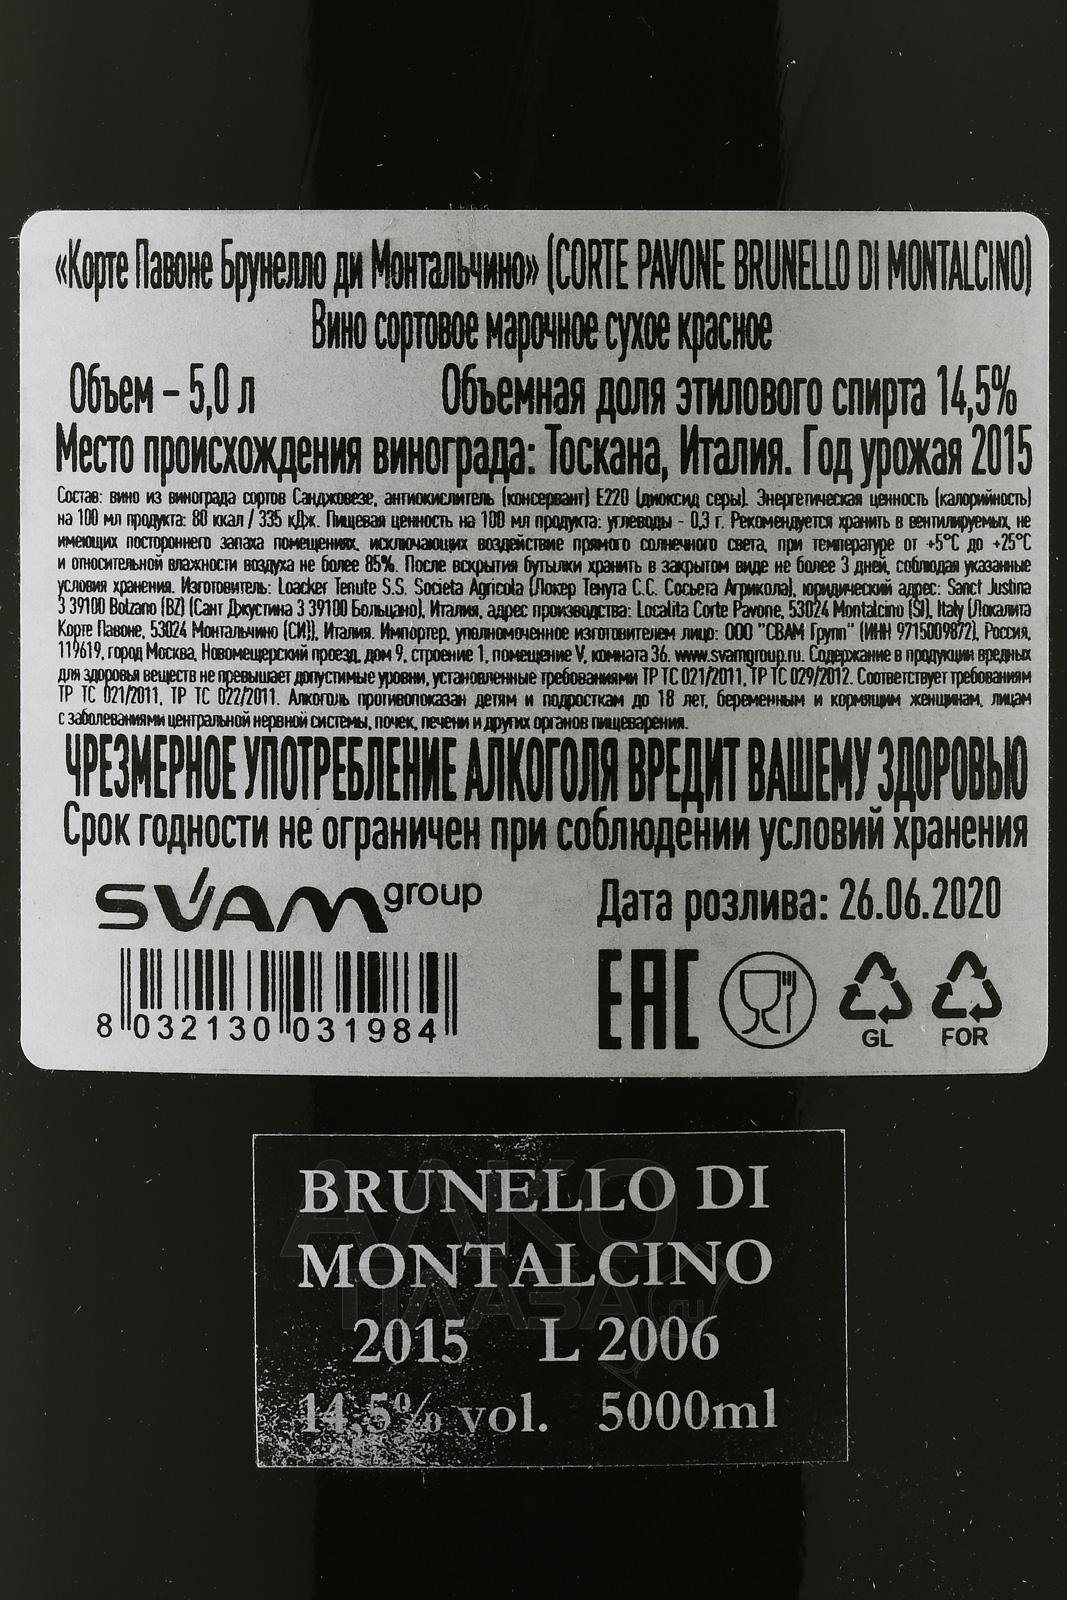 «Корте Павоне Брунелло ди Монтальчино» (CORTE PAVONE BRUNELLO DI MONTALCINO)
Вино сортовое марочное сухое красное
Объем – 5,0 л Объемная доля этилового спирта 14,5%
Место происхождения винограда: Тоскана, Италия. Год урожая 2015
Состав: вино из винограда сортов Санджовезе, антиокислитель (консервант) Е220 (диоксид серы). Энергетическая ценность (калорийность)
на 100 мл продукта: 80 ккал / 335 кДж. Пищевая ценность на 100 мл продукта: углеводы - 0,3 г. Рекомендуется хранить в вентилируемых, не
имеющих постороннего запаха помещениях, исключающих воздействие прямого солнечного света, при температуре от +5°C до +25°C
и относительной влажности воздуха не более 85%. После вскрытия бутылки хранить в закрытом виде не более 3 дней, соблюдая указанные
условия хранения. Изготовитель: Loacker Tenute S.S. Societa Agricola (Локер Тенута С.С. Сосьета Агрикола), юридический адрес: Sanct Justina
3 39100 Bolzano (BZ) (Сант Джустина 3 39100 Больцано), Италия, адрес производства: Localita Corte Pavone, 53024 Montalcino (SI), Italy (Локалита
Корте Павоне, 53024 Монтальчино (СИ)), Италия. Импортер, уполномоченное изготовителем лицо: ООО "СВАМ Групп" (ИНН 9715009872), Россия,
119619, город Москва, Новомещерский проезд, дом 9, строение 1, помещение V, комната 36. www.svamgroup.ru. Содержание в продукции вредных
для здоровья веществ не превышает допустимые уровни, установленные требованиями ТР ТС 021/2011, ТР ТС 029/2012. Соответствует требованиям
ТР ТС 021/2011, ТР ТС 022/2011. Алкоголь противопоказан детям и подросткам до 18 лет, беременным и кормящим женщинам, лицам
с заболеваниями центральной нервной системы, почек, печени и других органов пищеварения.
ЧРЕЗМЕРНОЕ УПОТРЕБЛЕНИЕ АЛКОГОЛЯ ВРЕДИТ ВАШЕМУ ЗДОРОВЬЮ
Срок годности не ограничен при соблюдении условий хранения
SVAM group
Дата розлива: 26.06.2020
8 032130 031984
EAC
GL FOR
BRUNELLO DI
MONTALCINO
2015 L 2006
14,5% vol. 5000ml
АЛКО
ПЛАЗА.ru